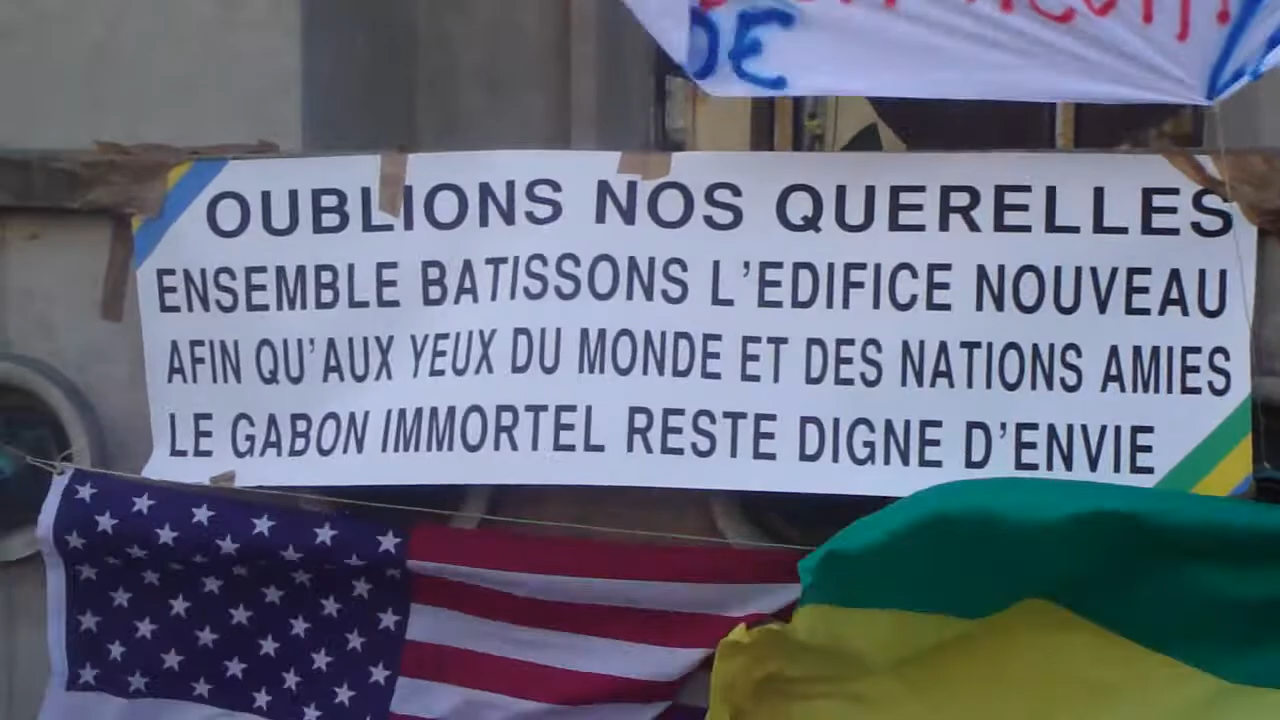 DE
OUBLIONS NOS QUERELLES
ENSEMBLE BATISSONS L'EDIFICE NOUVEAU
AFIN QU'AUX YEUX DU MONDE ET DES NATIONS AMIES
LE GABON IMMORTEL RESTE DIGNE D'ENVIE